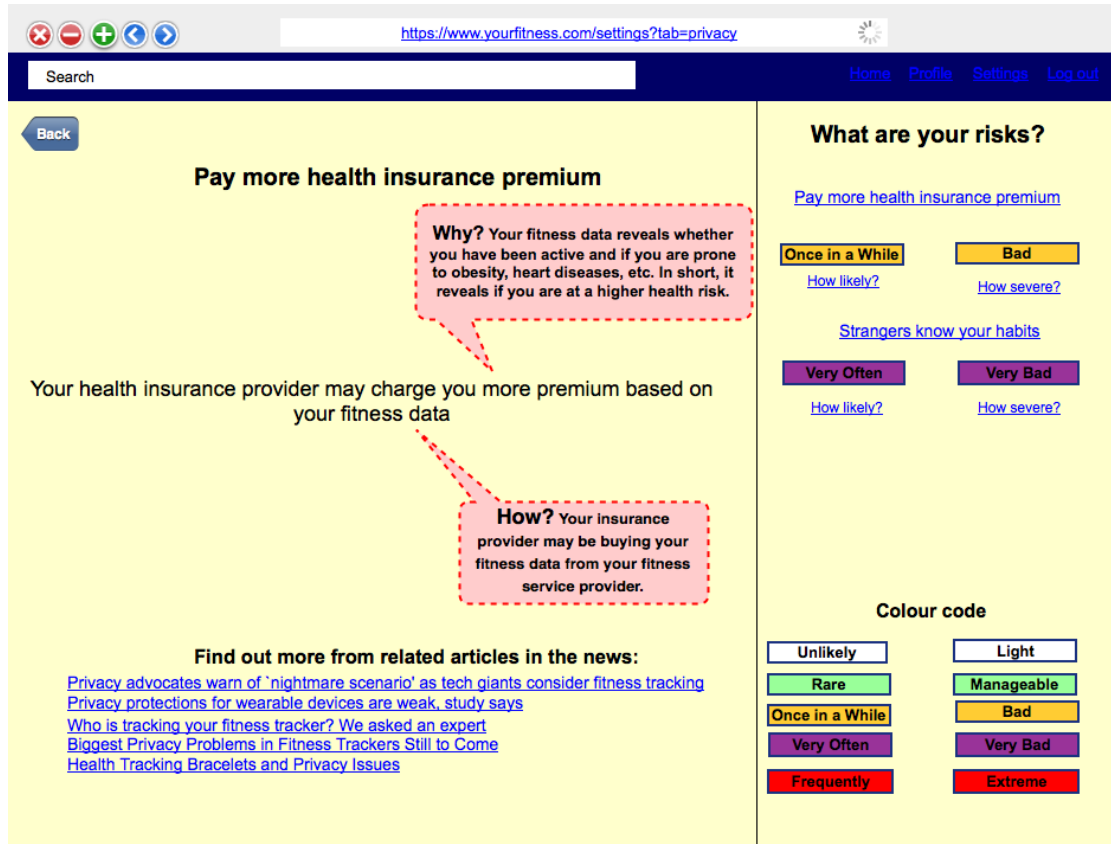 https://www.yourfitness.com/settings?tab=privacy
Search
Home Profile Settings Log out
Back
Pay more health insurance premium
Why? Your fitness data reveals whether
you have been active and if you are prone
to obesity, heart diseases, etc. In short, it
reveals if you are at a higher health risk.
Your health insurance provider may charge you more premium based on
your fitness data
How? Your insurance
provider may be buying your
fitness data from your fitness
service provider.
Find out more from related articles in the news:
Privacy advocates warn of `nightmare scenario' as tech giants consider fitness tracking
Privacy protections for wearable devices are weak, study says
Who is tracking your fitness tracker? We asked an expert
Biggest Privacy Problems in Fitness Trackers Still to Come
Health Tracking Bracelets and Privacy Issues
What are your risks?
Pay more health insurance premium
Once in a While Bad
How likely? How severe?
Strangers know your habits
Very Often Very Bad
How likely? How severe?
Colour code
Unlikely Light
Rare Manageable
Once in a While Bad
Very Often Very Bad
Frequently Extreme